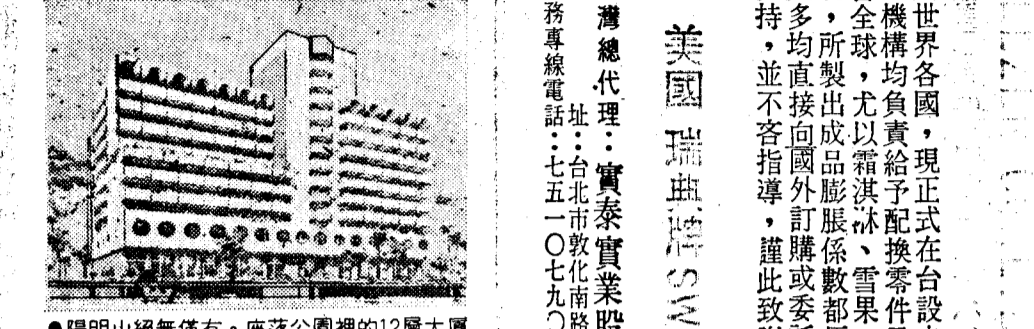 世界各國，現正式在台設
機構均負責給予配換零件
全球，尤以霜淇淋、雪果
，所製出成品膨脹係數都
多均直接向國外訂購或委託
持，並不吝指導，謹此致
美國 瑞典牌SW
灣總代理：實泰實業股
址：台北市敦化南路
務專線電話：七五一〇七九〇
●陽明山絕無僅有。座落公園裡的12層大廈